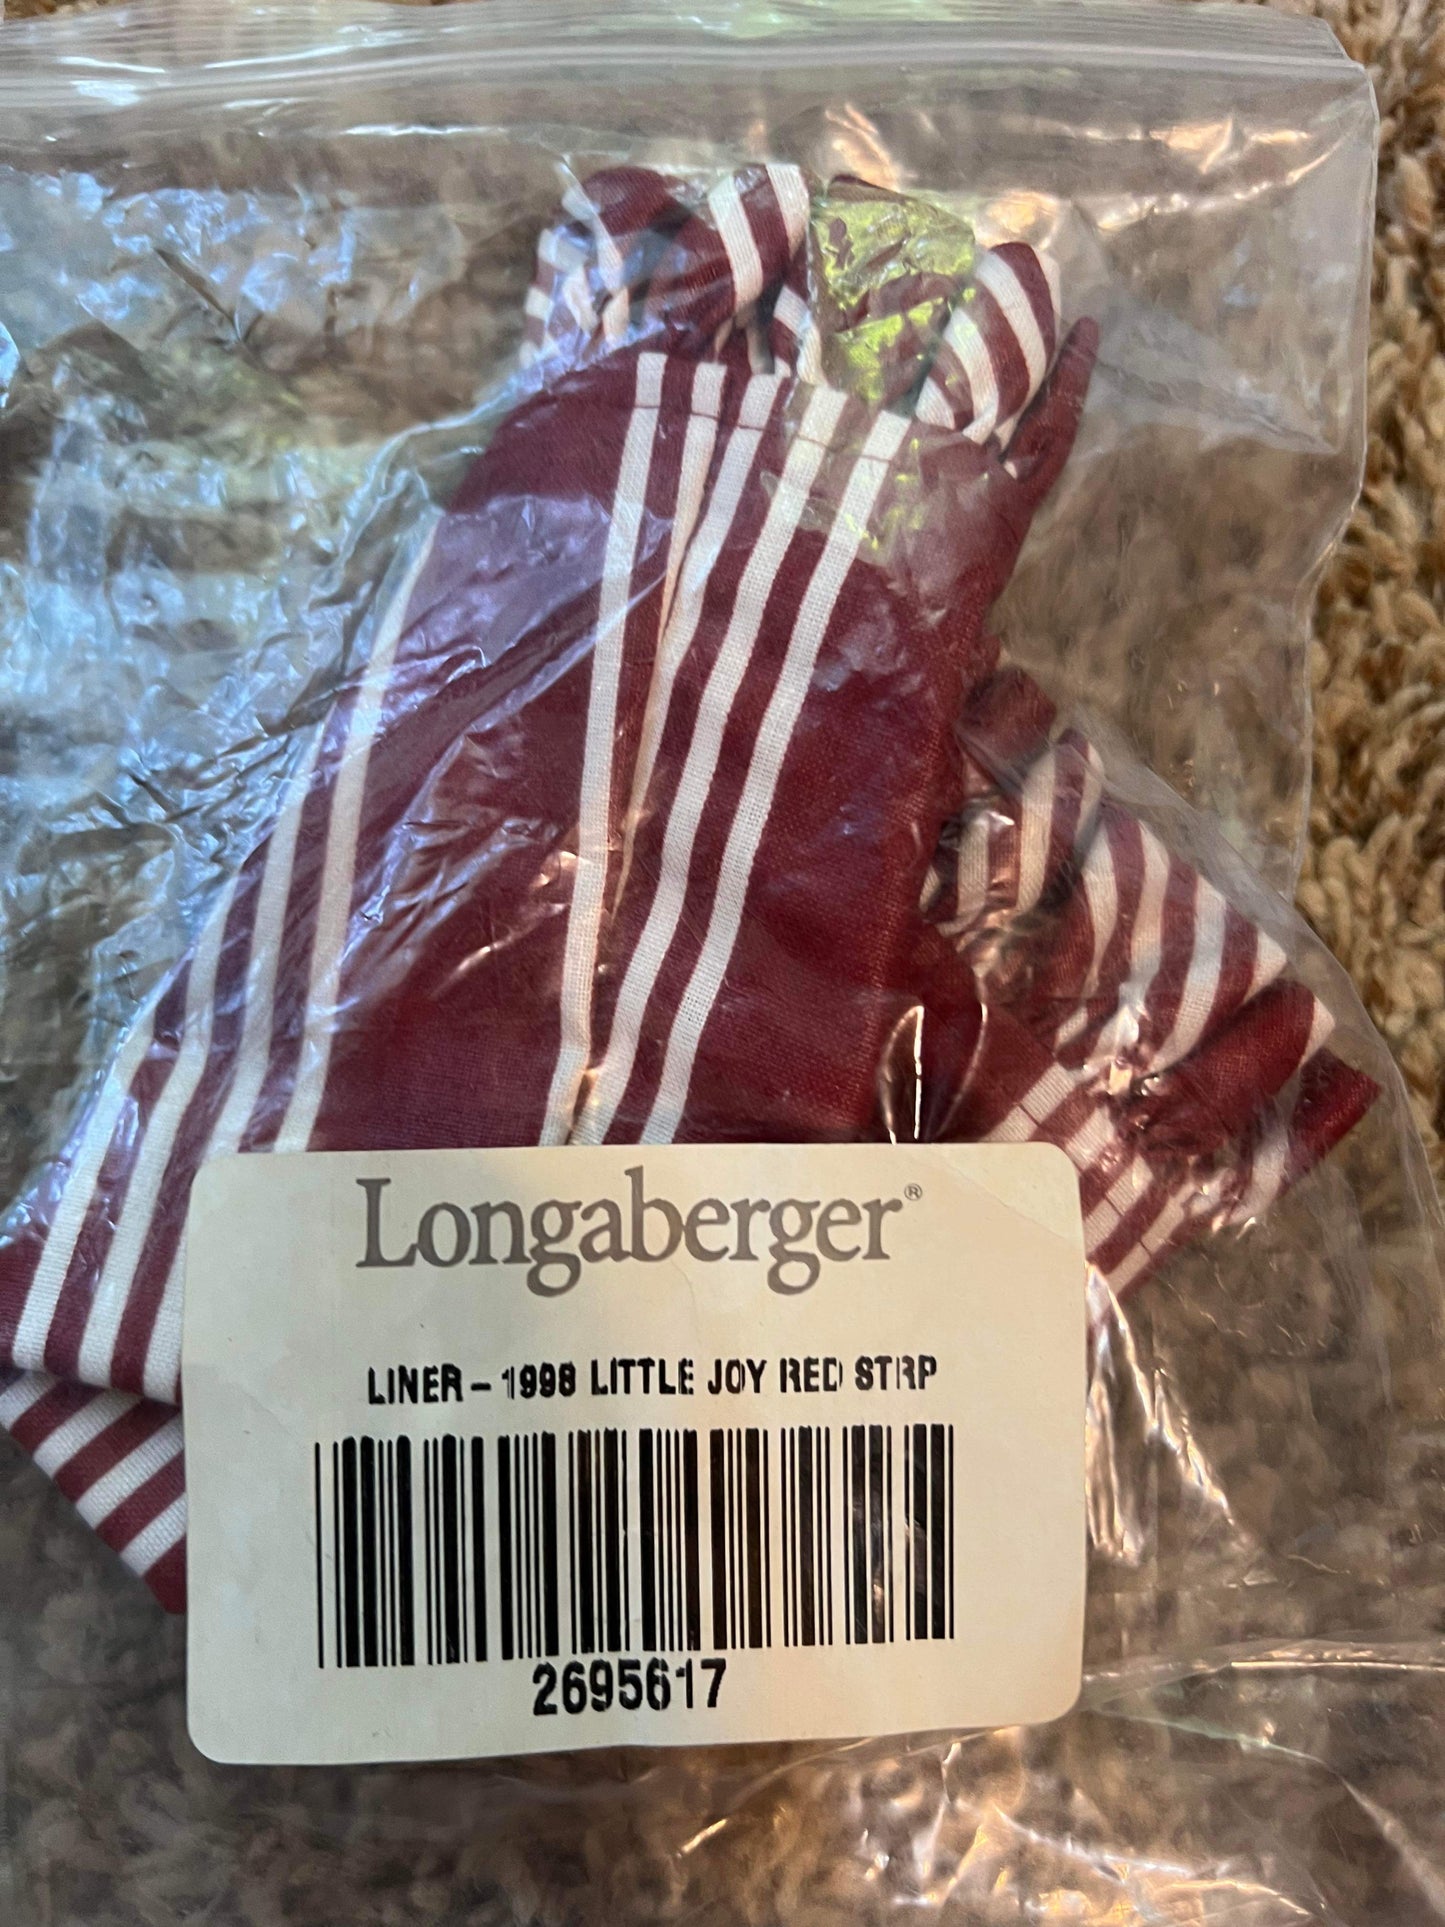 Longaberger®
LINER - 1998 LITTLE JOY RED STRP
2695617